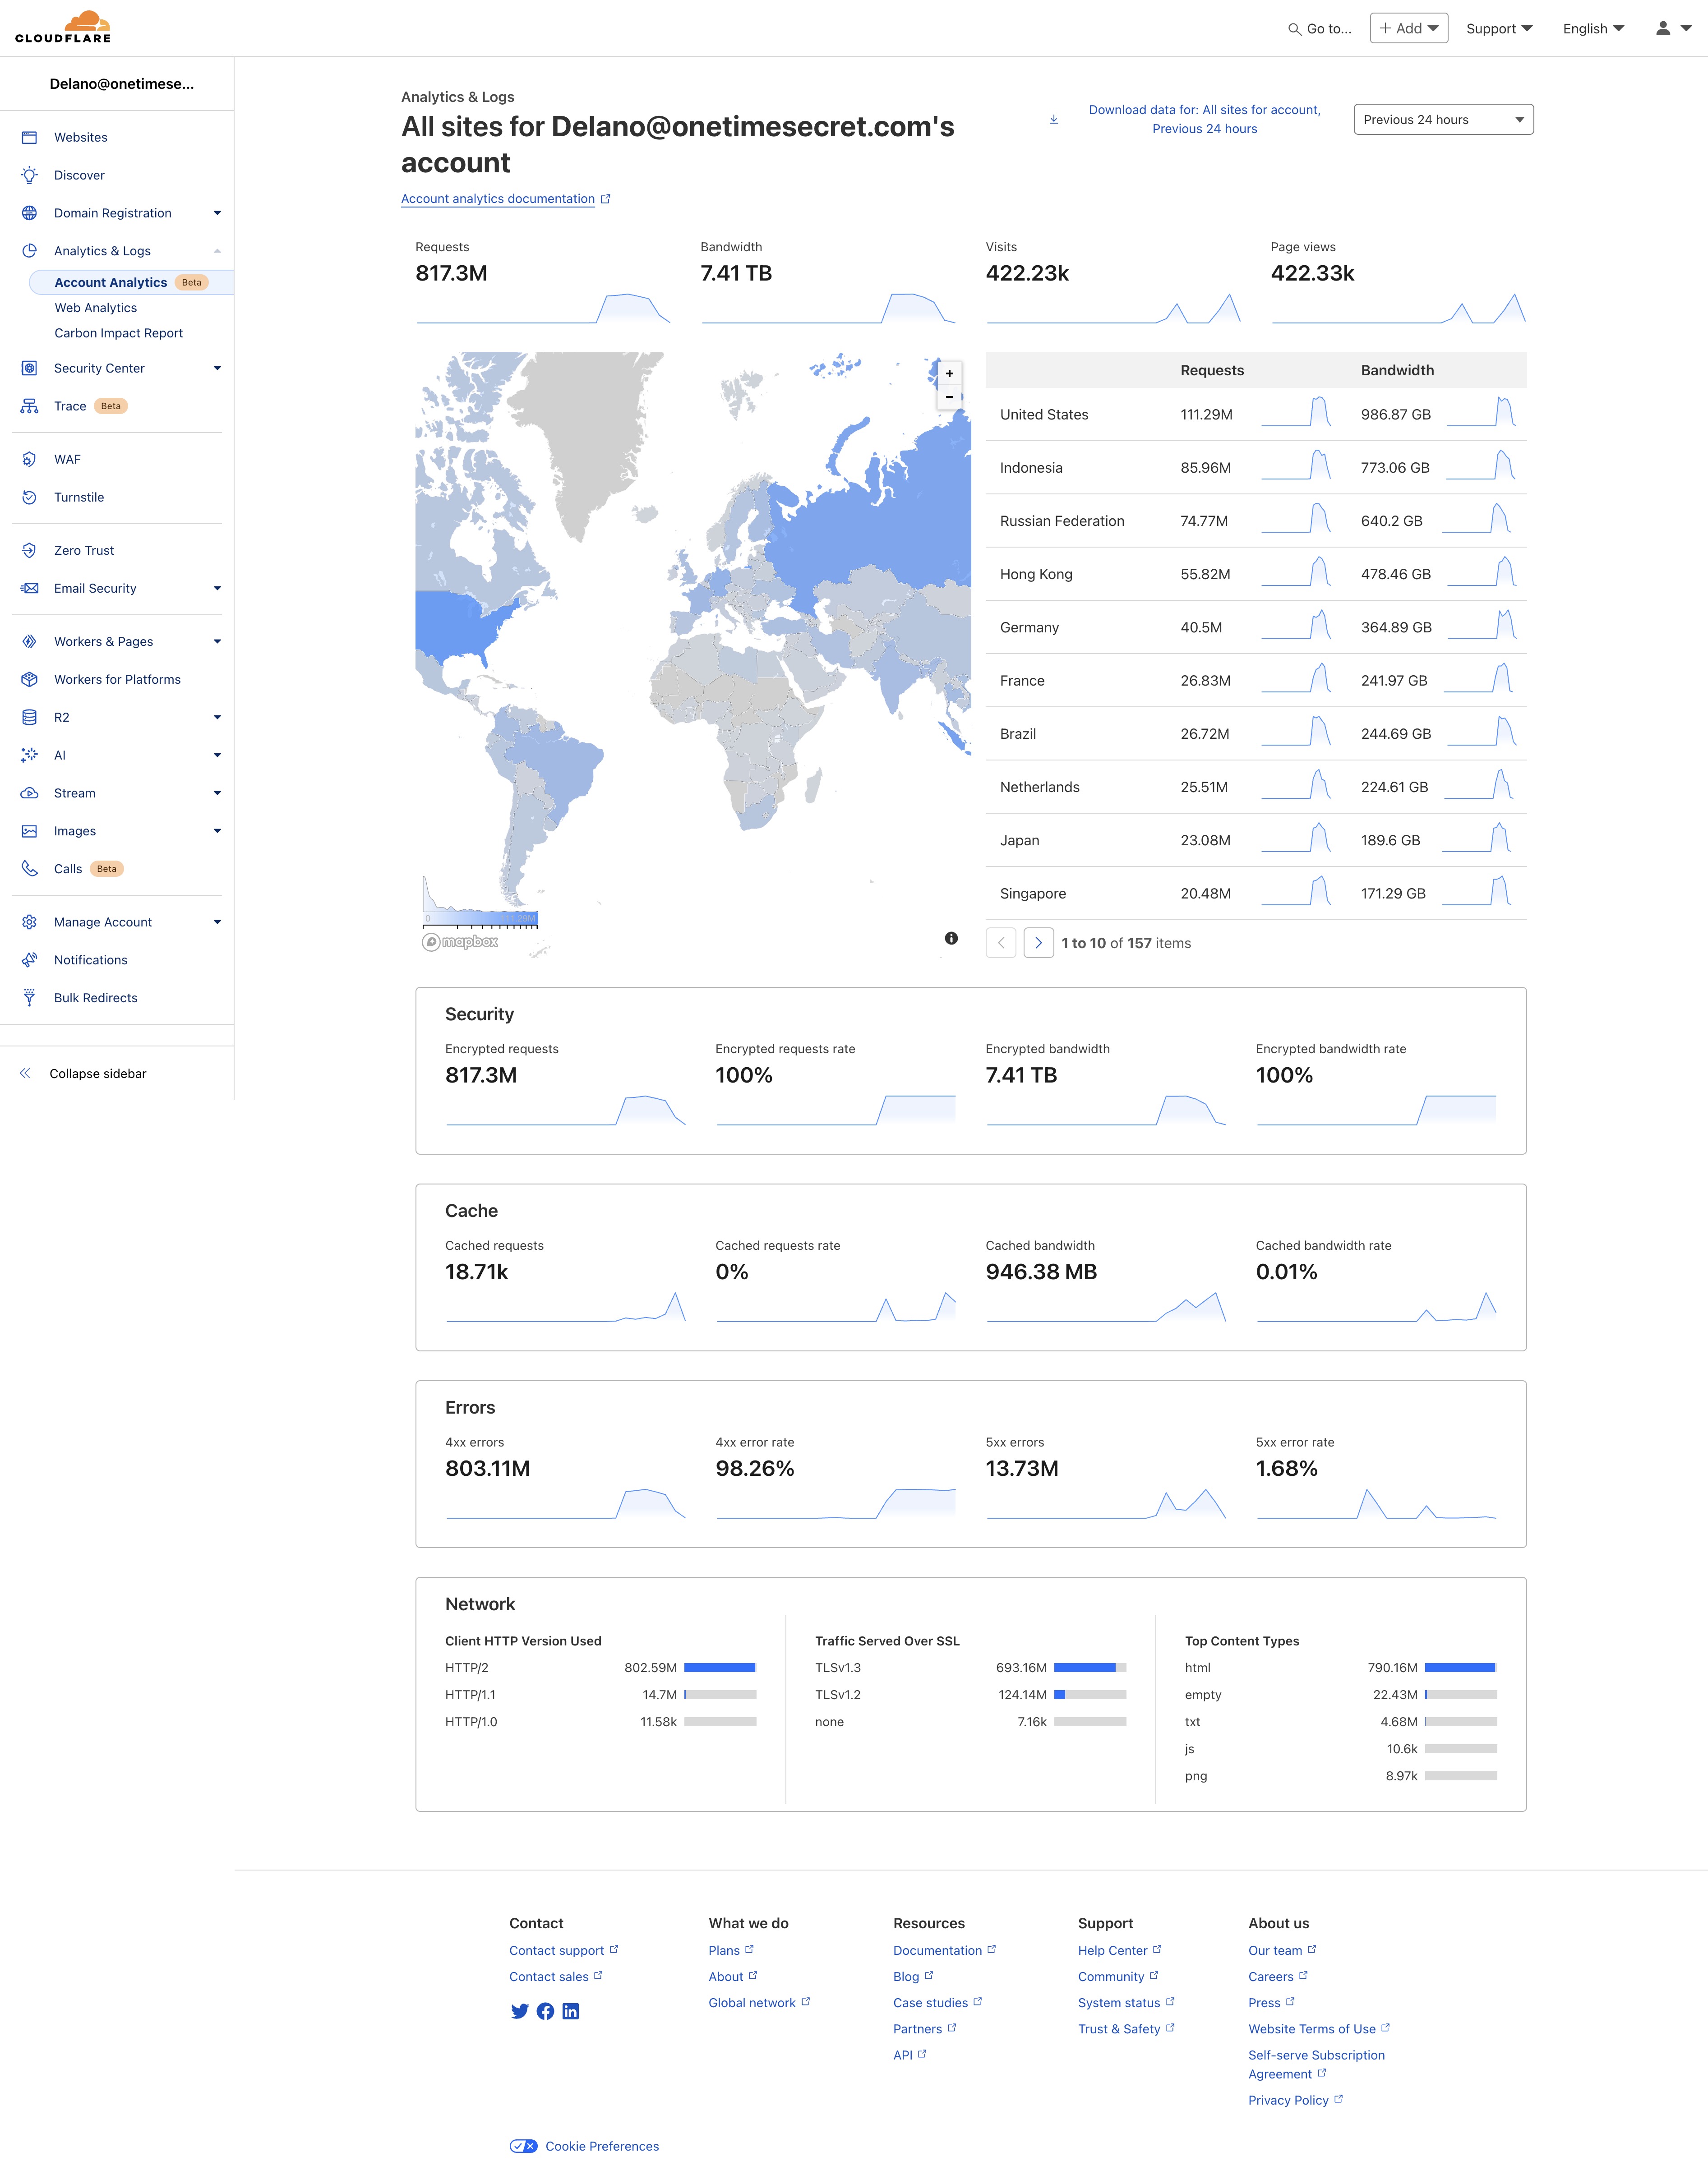 CLOUDFLARE
Go to...
+ Add
Support
English
Delano@onetimese...
Websites
Discover
Domain Registration
Analytics & Logs
Account Analytics Beta
Web Analytics
Carbon Impact Report
Security Center
Trace Beta
WAF
Turnstile
Zero Trust
Email Security
Workers & Pages
Workers for Platforms
R2
AI
Stream
Images
Calls Beta
Manage Account
Notifications
Bulk Redirects
Collapse sidebar
Analytics & Logs
All sites for Delano@onetimesecret.com's
account
Account analytics documentation
Download data for: All sites for account,
Previous 24 hours
Previous 24 hours
Requests
817.3M
Bandwidth
7.41 TB
Visits
422.23k
Page views
422.33k
+
−
0
mapbox
Requests Bandwidth
United States 111.29M 986.87 GB
Indonesia 85.96M 773.06 GB
Russian Federation 74.77M 640.2 GB
Hong Kong 55.82M 478.46 GB
Germany 40.5M 364.89 GB
France 26.83M 241.97 GB
Brazil 26.72M 244.69 GB
Netherlands 25.51M 224.61 GB
Japan 23.08M 189.6 GB
Singapore 20.48M 171.29 GB
1 to 10 of 157 items
Security
Encrypted requests
817.3M
Encrypted requests rate
100%
Encrypted bandwidth
7.41 TB
Encrypted bandwidth rate
100%
Cache
Cached requests
18.71k
Cached requests rate
0%
Cached bandwidth
946.38 MB
Cached bandwidth rate
0.01%
Errors
4xx errors
803.11M
4xx error rate
98.26%
5xx errors
13.73M
5xx error rate
1.68%
Network
Client HTTP Version Used
HTTP/2 802.59M
HTTP/1.1 14.7M
HTTP/1.0 11.58k
Traffic Served Over SSL
TLSv1.3 693.16M
TLSv1.2 124.14M
none 7.16k
Top Content Types
html 790.16M
empty 22.43M
txt 4.68M
js 10.6k
png 8.97k
Contact
Contact support
Contact sales
What we do
Plans
About
Global network
Resources
Documentation
Blog
Case studies
Partners
API
Support
Help Center
Community
System status
Trust & Safety
About us
Our team
Careers
Press
Website Terms of Use
Self-serve Subscription
Agreement
Privacy Policy
Cookie Preferences